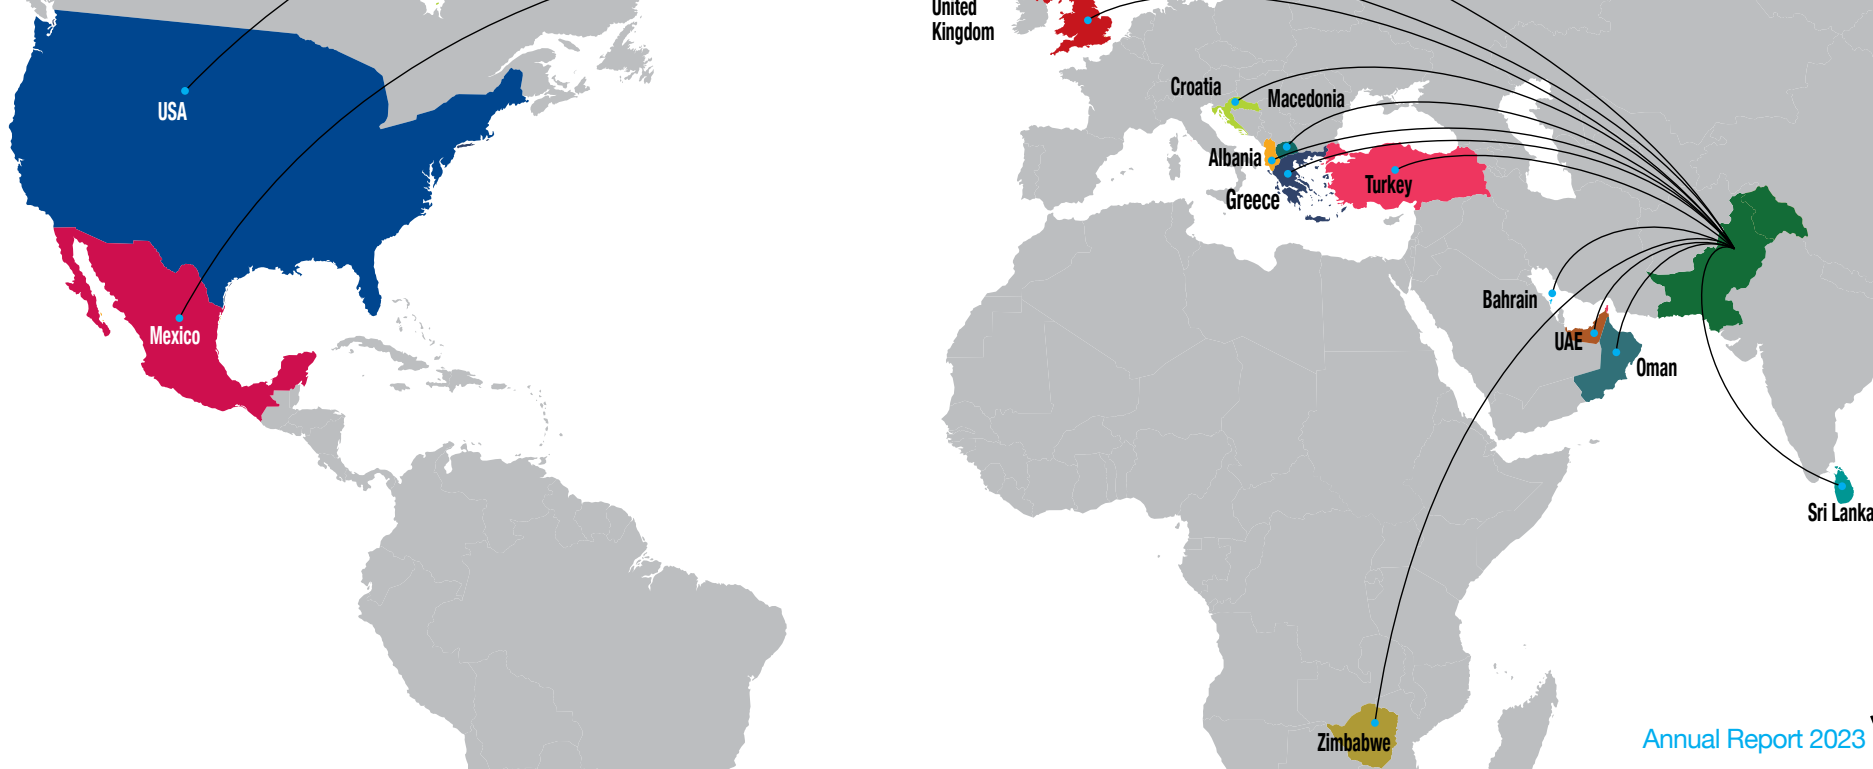 United
Kingdom
Croatia
Macedonia
USA
Albania
Turkey
Greece
Bahrain
Mexico
UAE
Oman
Sri Lanka
Zimbabwe
Annual Report 2023